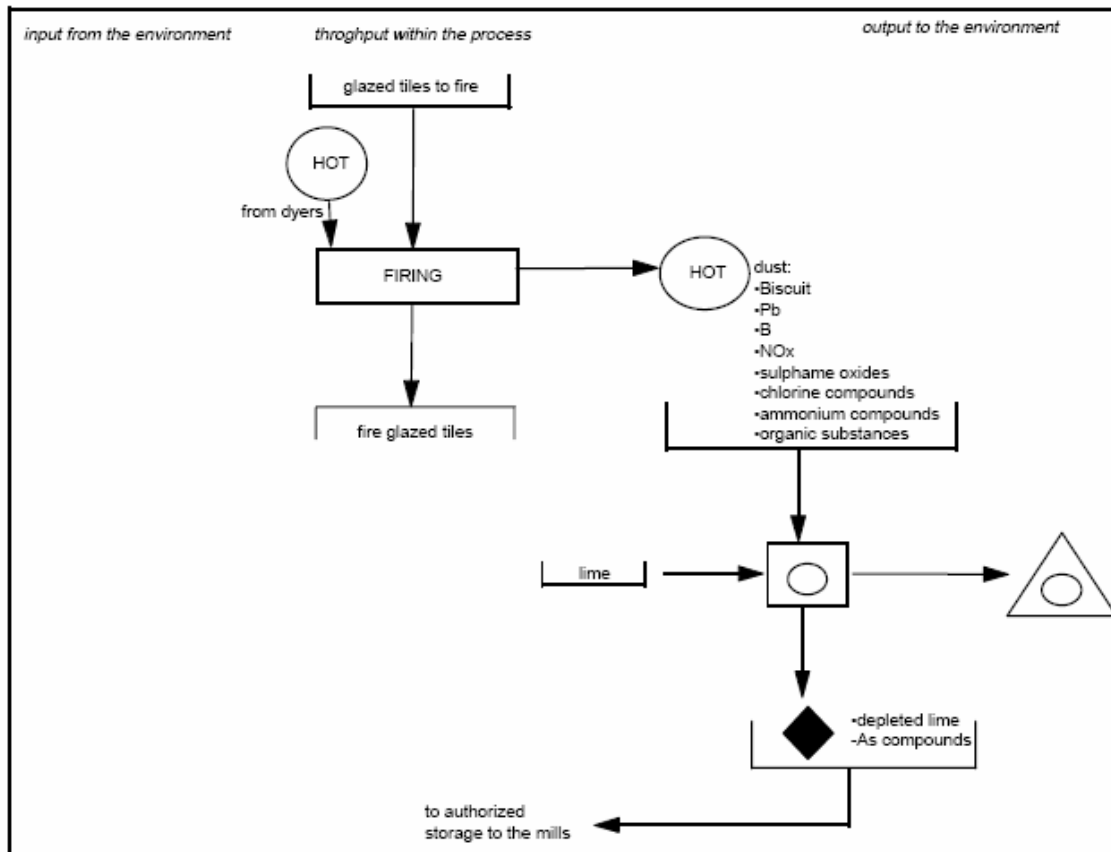 input from the environment
throghput within the process
output to the environment
glazed tiles to fire
HOT
from dyers
FIRING
HOT
dust:
•Biscuit
•Pb
•B
•NOx
•sulphame oxides
•chlorine compounds
•ammonium compounds
•organic substances
fire glazed tiles
lime
•depleted lime
-As compounds
to authorized
storage to the mills